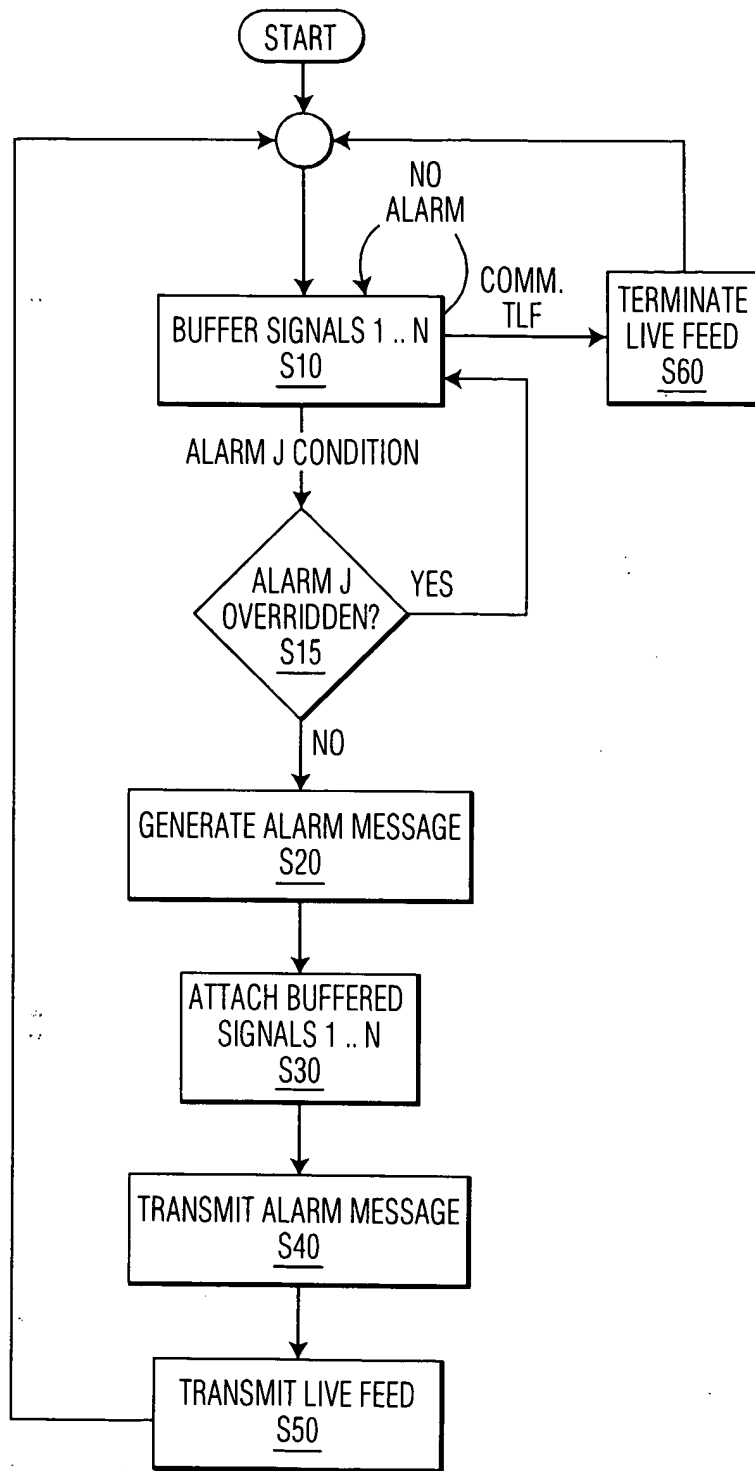 START
NO
ALARM
COMM.
TLF
BUFFER SIGNALS 1 .. N
S10
TERMINATE
LIVE FEED
S60
ALARM J CONDITION
ALARM J
OVERRIDDEN?
S15
YES
NO
GENERATE ALARM MESSAGE
S20
ATTACH BUFFERED
SIGNALS 1 .. N
S30
TRANSMIT ALARM MESSAGE
S40
TRANSMIT LIVE FEED
S50